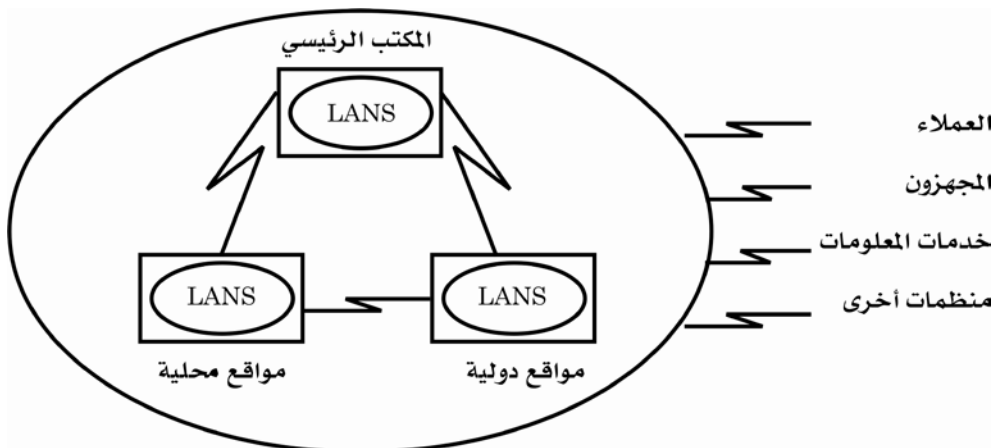 المكتب الرئيسي
LANS
العملاء
المجهزون
خدمات المعلومات
منظمات أخرى
LANS
LANS
مواقع دولية
مواقع محلية